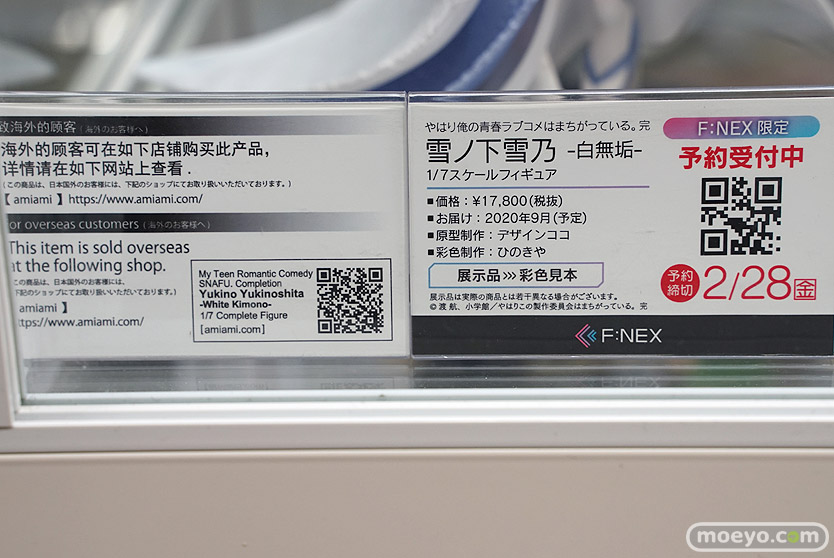 致海外的顾客 (海外のお客様へ)
海外的顾客可在如下店铺购买此产品,
详情请在如下网站上查看.
(この商品は、日本国外のお客様には、下記のショップにてお取り扱いいただいております。)
【 amiami 】https://www.amiami.com/
or overseas customers (海外のお客様へ)
This item is sold overseas
at the following shop.
この商品は、日本国外のお客様には、
下記のショップにてお取り扱いいただいております。)
amiami 】
ttps://www.amiami.com/
My Teen Romantic Comedy
SNAFU. Completion
Yukino Yukinoshita
-White Kimono-
1/7 Complete Figure
[amiami.com]
やはり俺の青春ラブコメはまちがっている。完
雪ノ下雪乃 -白無垢-
1/7スケールフィギュア
■価格：¥17,800(税抜)
■お届け：2020年9月(予定)
■原型制作：デザインココ
■彩色制作：ひのきや
展示品>>>彩色見本
展示品は実際の商品とは若干異なる場合がございます。
© 渡 航、小学館／やはりこの製作委員会はまちがっている。完
F:NEX 限定
予約受付中
予約締切 2/28金
F:NEX
moeyo.com